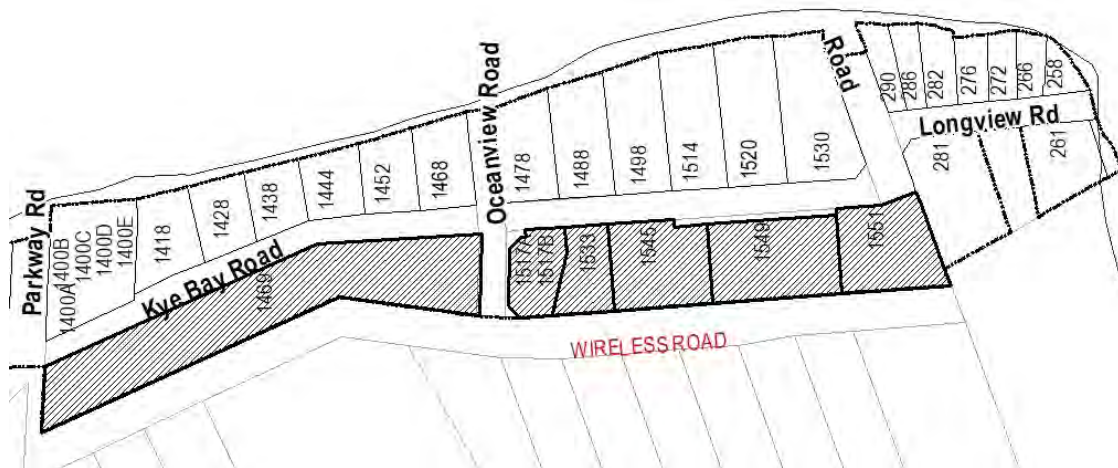 Parkway Rd
1400A
1400B
1400C
1400D
1400E
1418
1428
1438
1444
1452
1468
Oceanview Road
1478
1488
1498
1514
1520
1530
Road
290
286
282
276
272
266
258
Longview Rd
281
261
Kye Bay Road
1469
1517A
1517B
1533
1545
1549
1551
WIRELESS ROAD